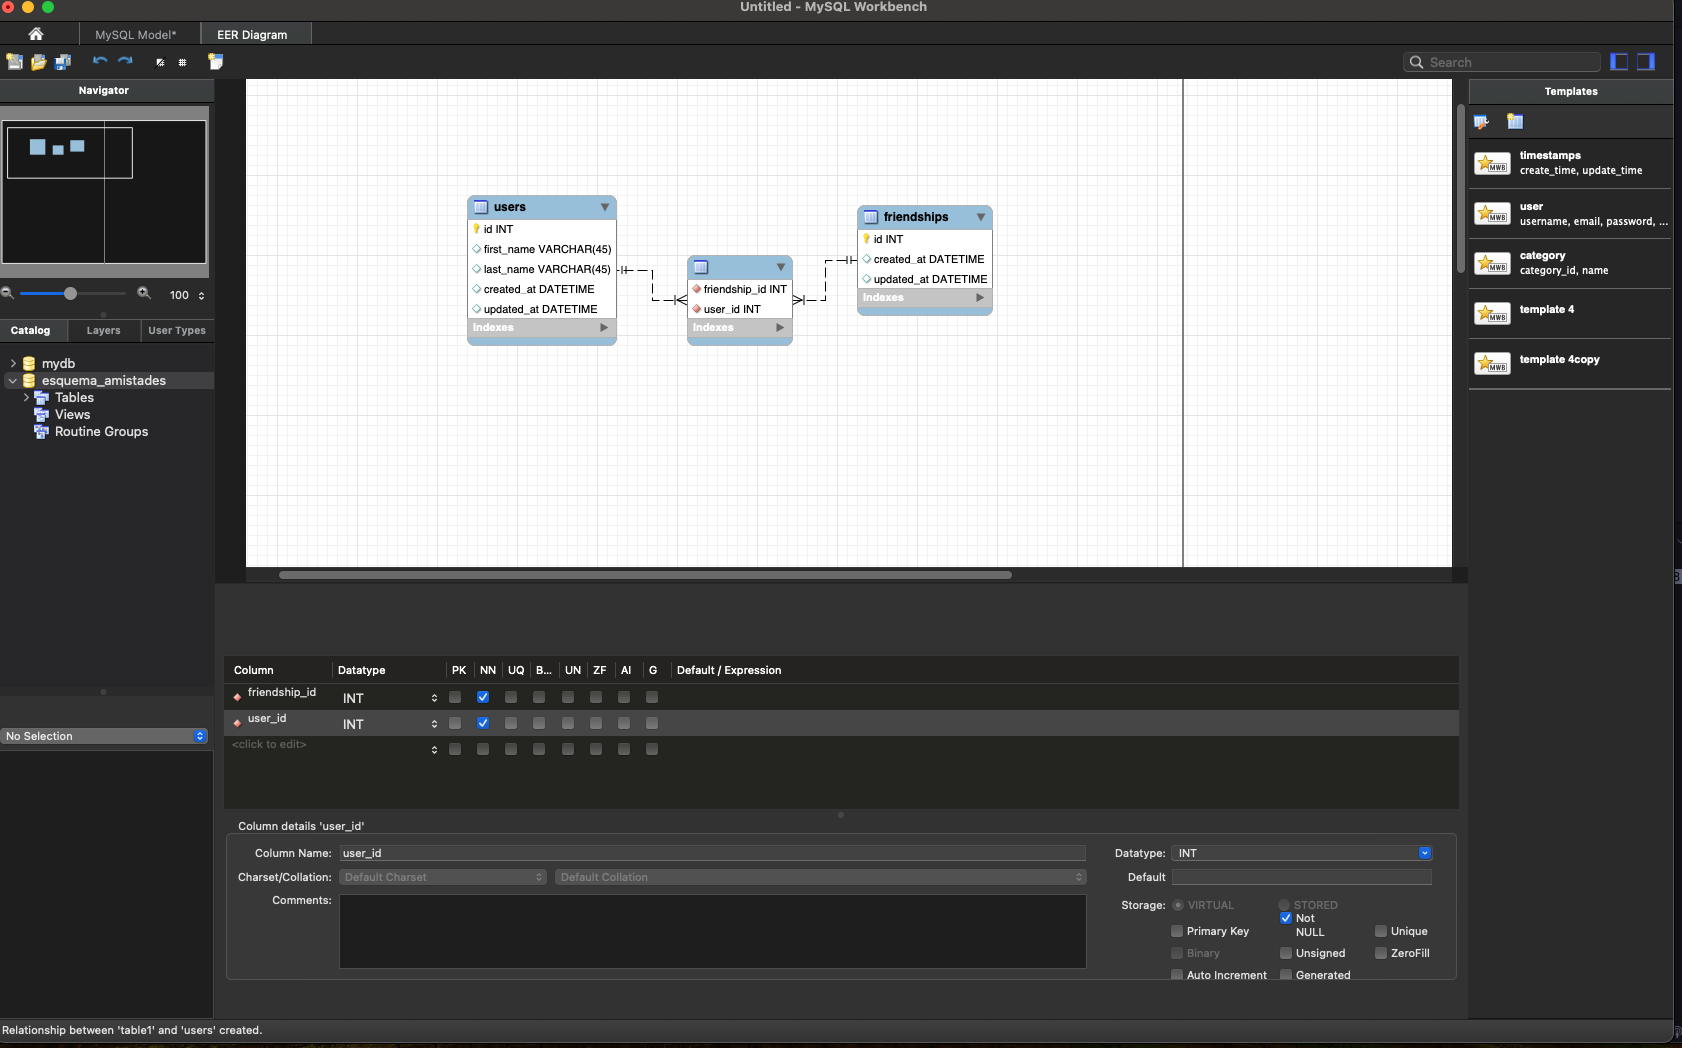 Untitled - MySQL Workbench
MySQL Model*
EER Diagram
Search
Navigator
100
Catalog
Layers
User Types
mydb
esquema_amistades
Tables
Views
Routine Groups
No Selection
users
id INT
first_name VARCHAR(45)
last_name VARCHAR(45)
created_at DATETIME
updated_at DATETIME
Indexes
friendship_id INT
user_id INT
Indexes
friendships
id INT
created_at DATETIME
updated_at DATETIME
Indexes
Templates
MWB
timestamps
create_time, update_time
MWB
user
username, email, password, ...
MWB
category
category_id, name
MWB
template 4
MWB
template 4copy
Column Datatype PK NN UQ B... UN ZF AI G Default / Expression
friendship_id INT
user_id INT
<click to edit>
Column details 'user_id'
Column Name: user_id
Datatype: INT
Charset/Collation: Default Charset Default Collation
Default
Comments:
Storage: VIRTUAL STORED
Primary Key Not NULL Unique
Binary Unsigned ZeroFill
Auto Increment Generated
Relationship between 'table1' and 'users' created.